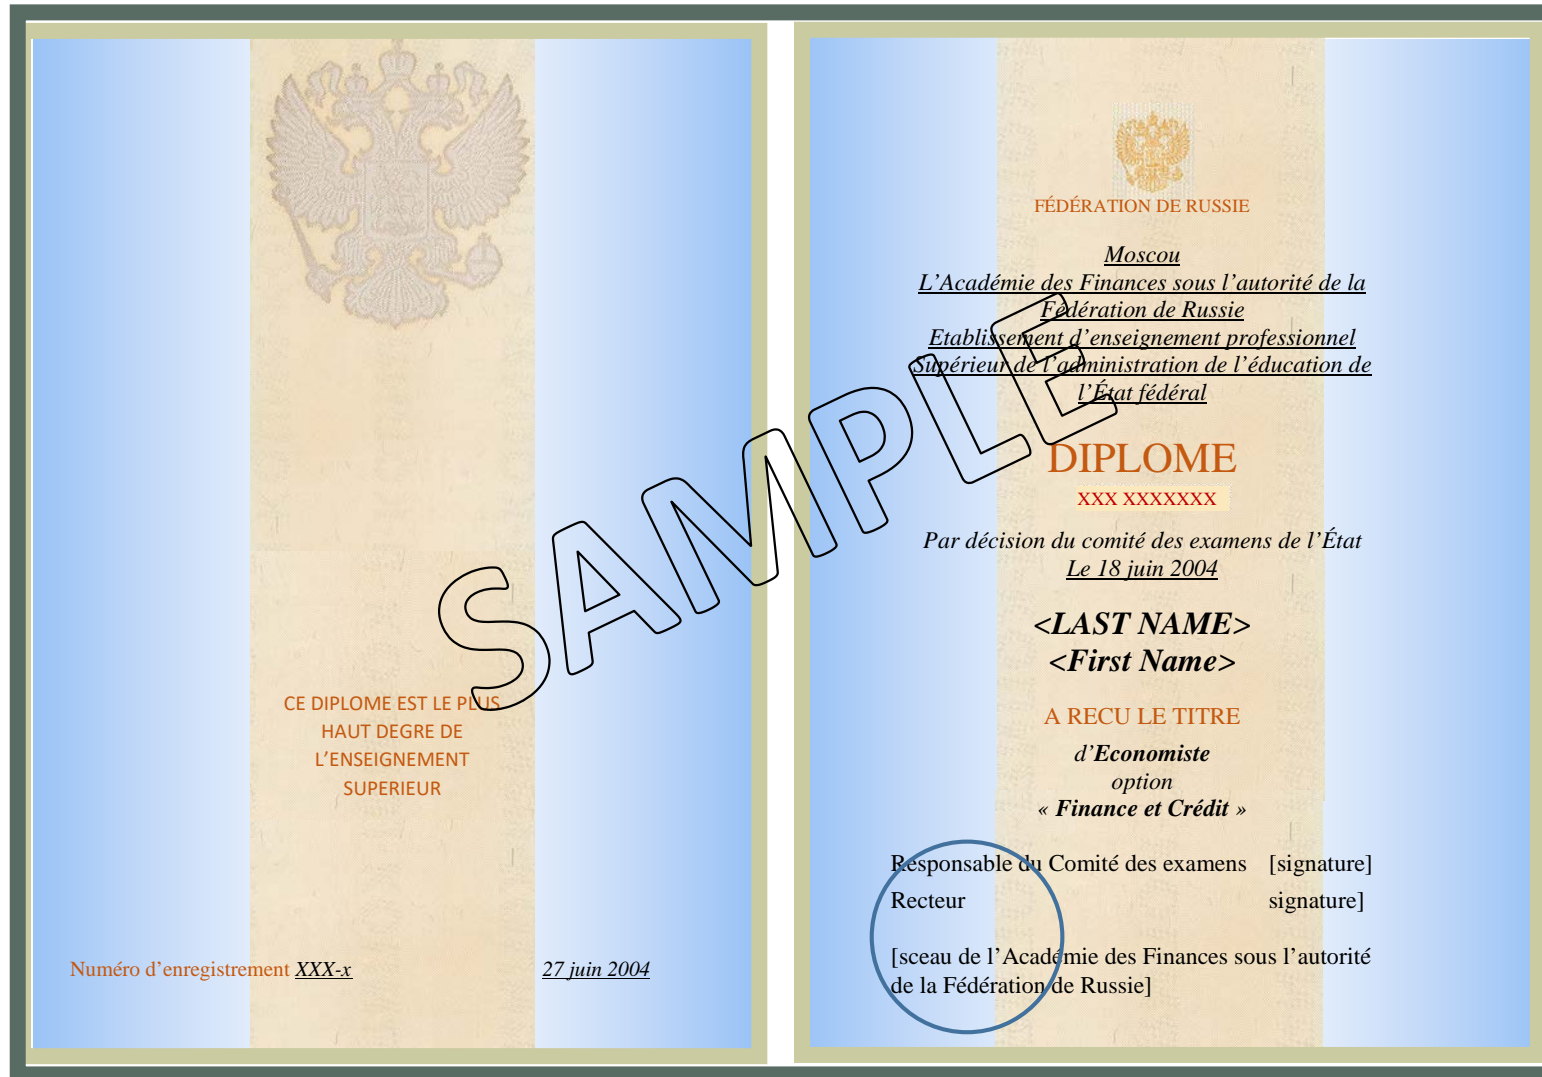 CE DIPLOME EST LE PLUS
HAUT DEGRE DE
L’ENSEIGNEMENT
SUPERIEUR
Numéro d’enregistrement XXX-x 27 juin 2004
SAMPLE
FÉDÉRATION DE RUSSIE
Moscou
L’Académie des Finances sous l’autorité de la
Fédération de Russie
Etablissement d’enseignement professionnel
Supérieur de l’administration de l’éducation de
l’État fédéral
DIPLOME
XXX XXXXXXX
Par décision du comité des examens de l’État
Le 18 juin 2004
<LAST NAME>
<First Name>
A RECU LE TITRE
d’Economiste
option
« Finance et Crédit »
Responsable du Comité des examens [signature]
Recteur signature]
[sceau de l’Académie des Finances sous l’autorité
de la Fédération de Russie]